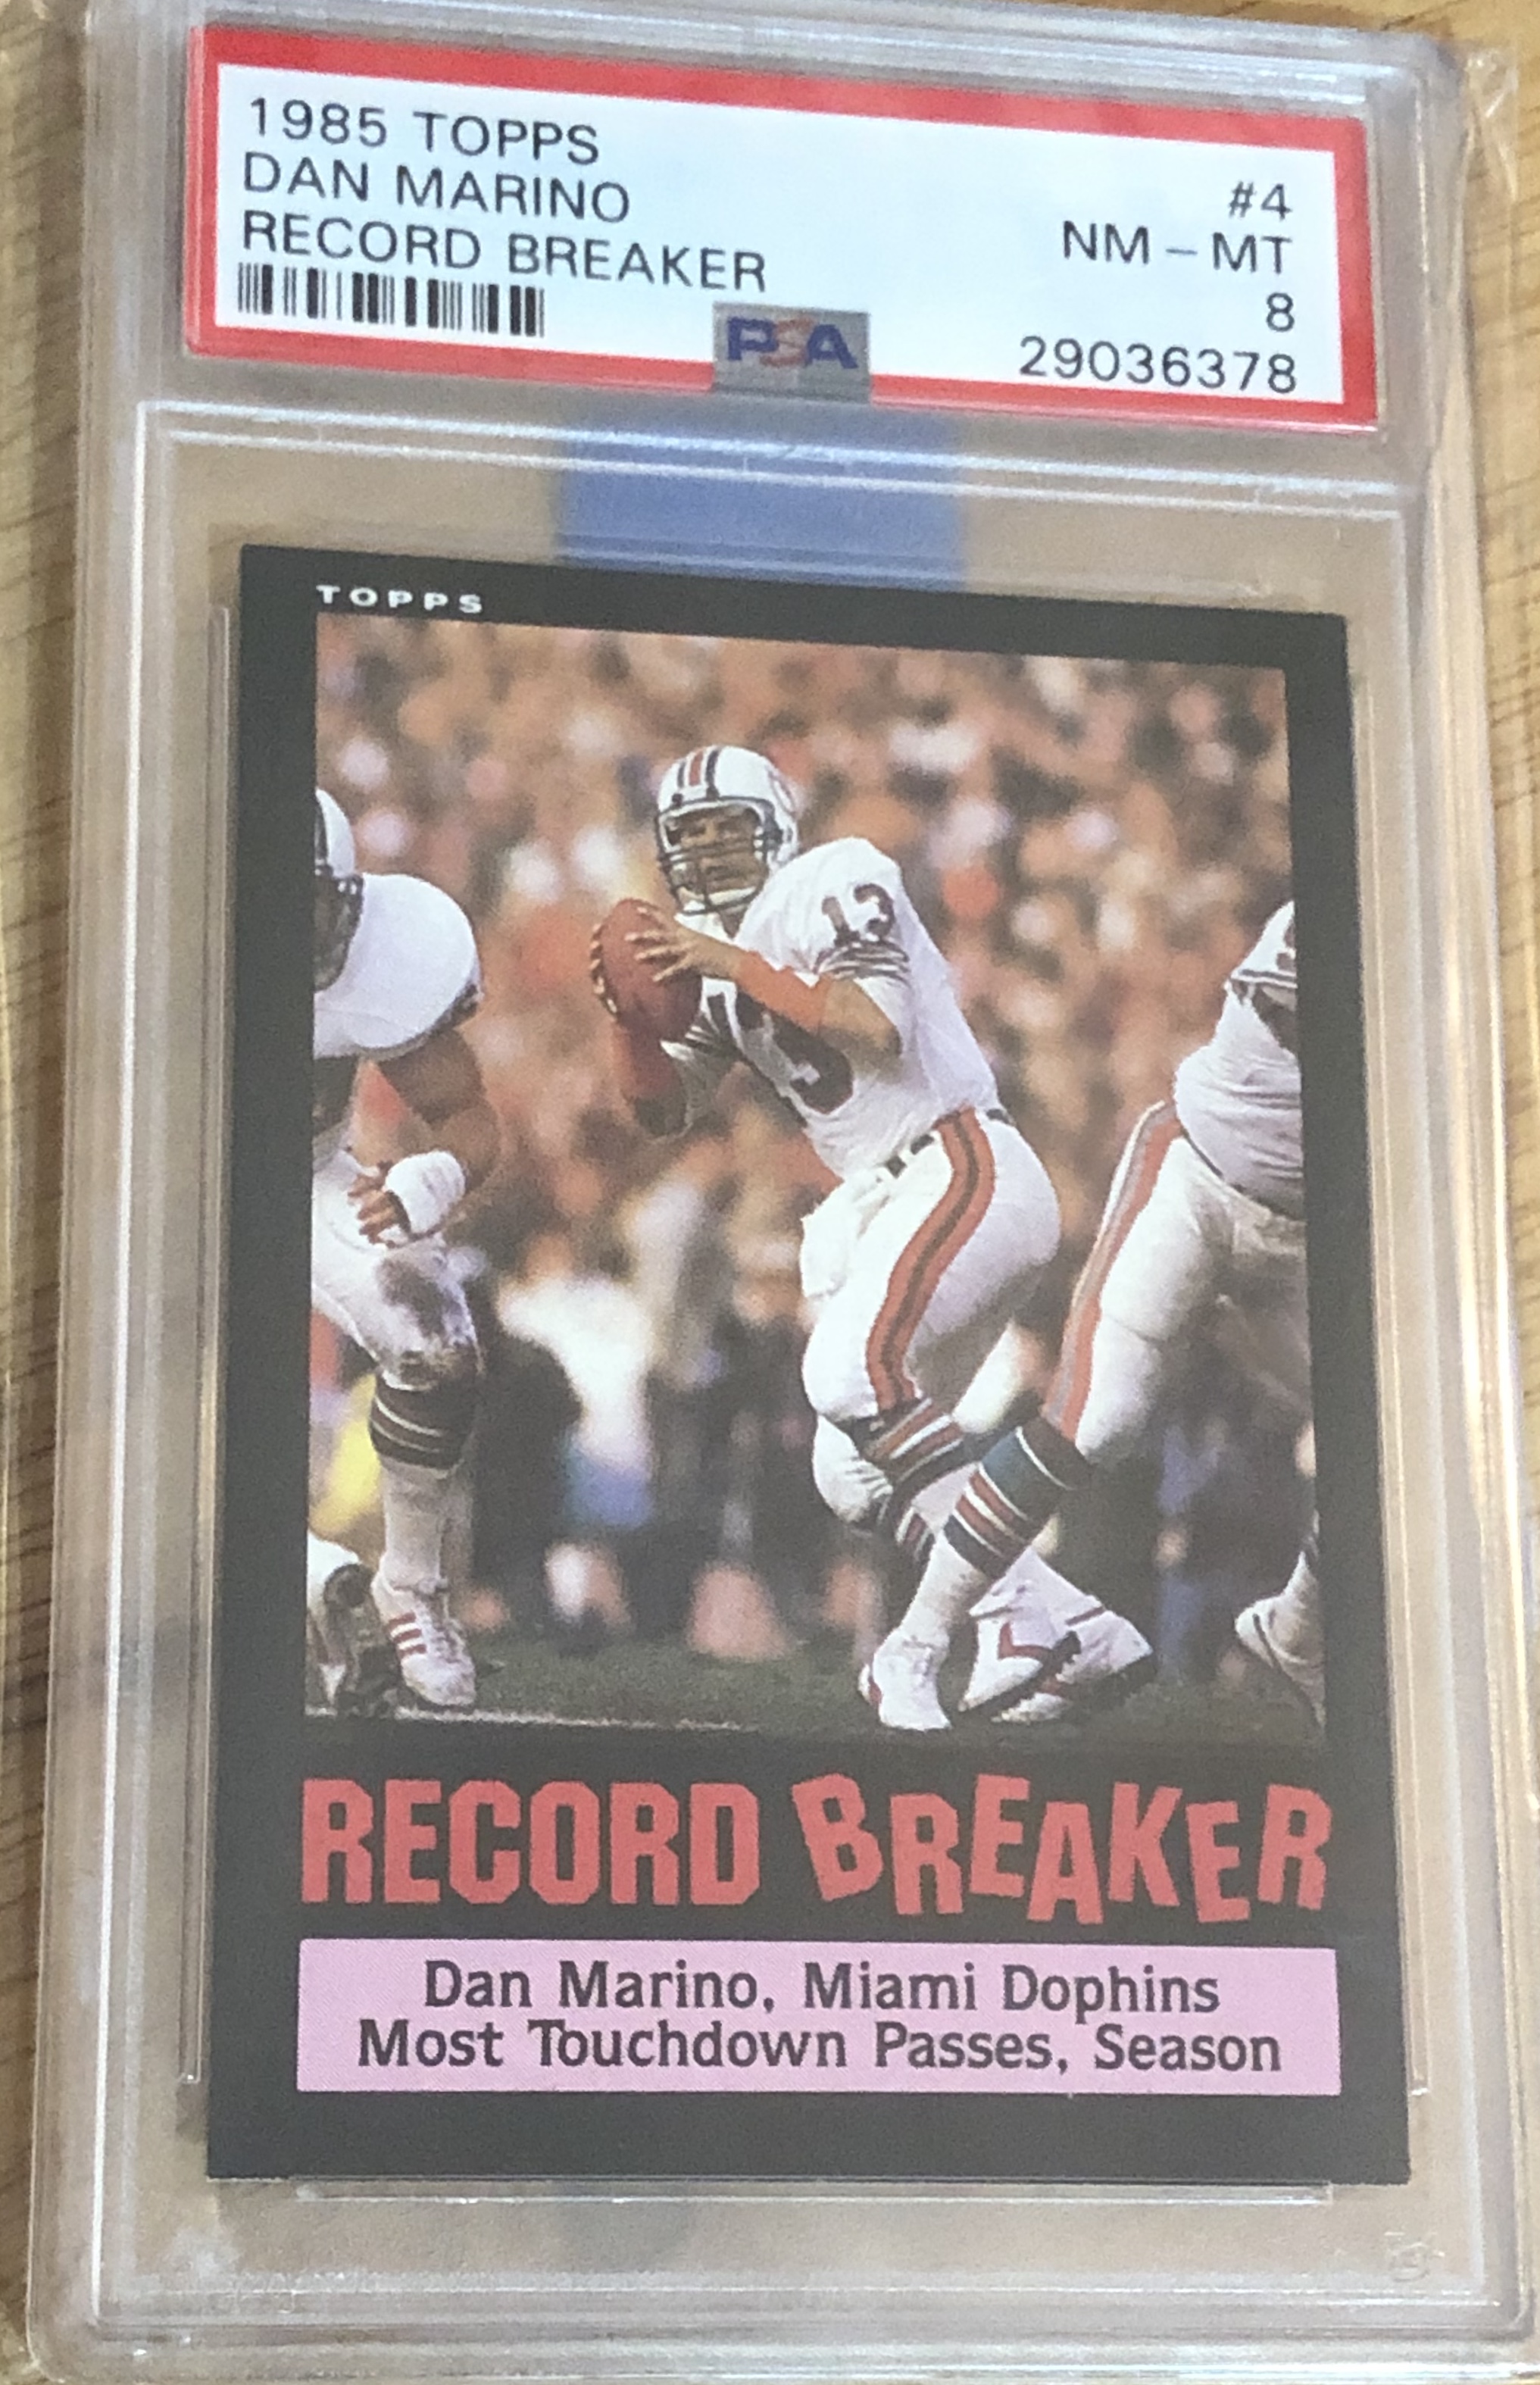 1985 TOPPS
DAN MARINO
RECORD BREAKER
#4
NM - MT
8
29036378
PSA
TOPPS
13
13
RECORD BREAKER
Dan Marino, Miami Dophins
Most Touchdown Passes, Season